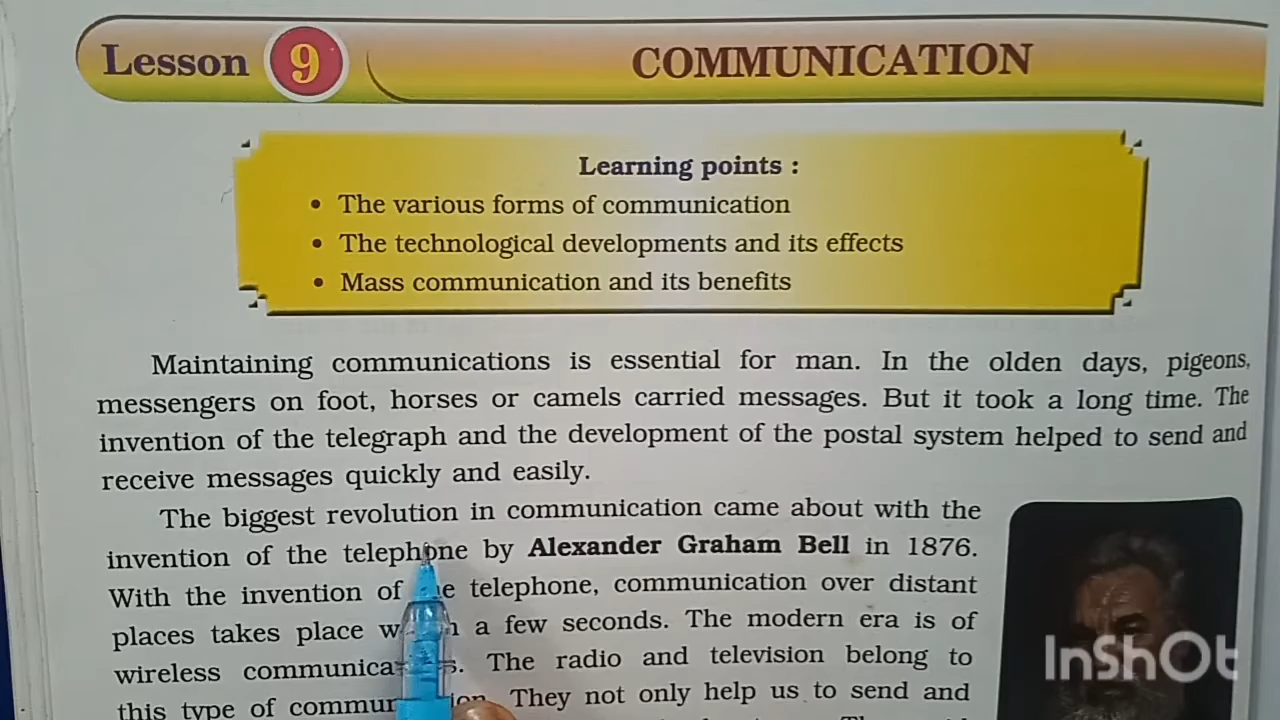 Lesson 9 COMMUNICATION
Learning points :
• The various forms of communication
• The technological developments and its effects
• Mass communication and its benefits
Maintaining communications is essential for man. In the olden days, pigeons,
messengers on foot, horses or camels carried messages. But it took a long time. The
invention of the telegraph and the development of the postal system helped to send and
receive messages quickly and easily.
The biggest revolution in communication came about with the
invention of the telephone by Alexander Graham Bell in 1876.
With the invention of telephone, communication over distant
places takes place a few seconds. The modern era is of
wireless The radio and television belong to
this type of They not only help us to send and
InShOt